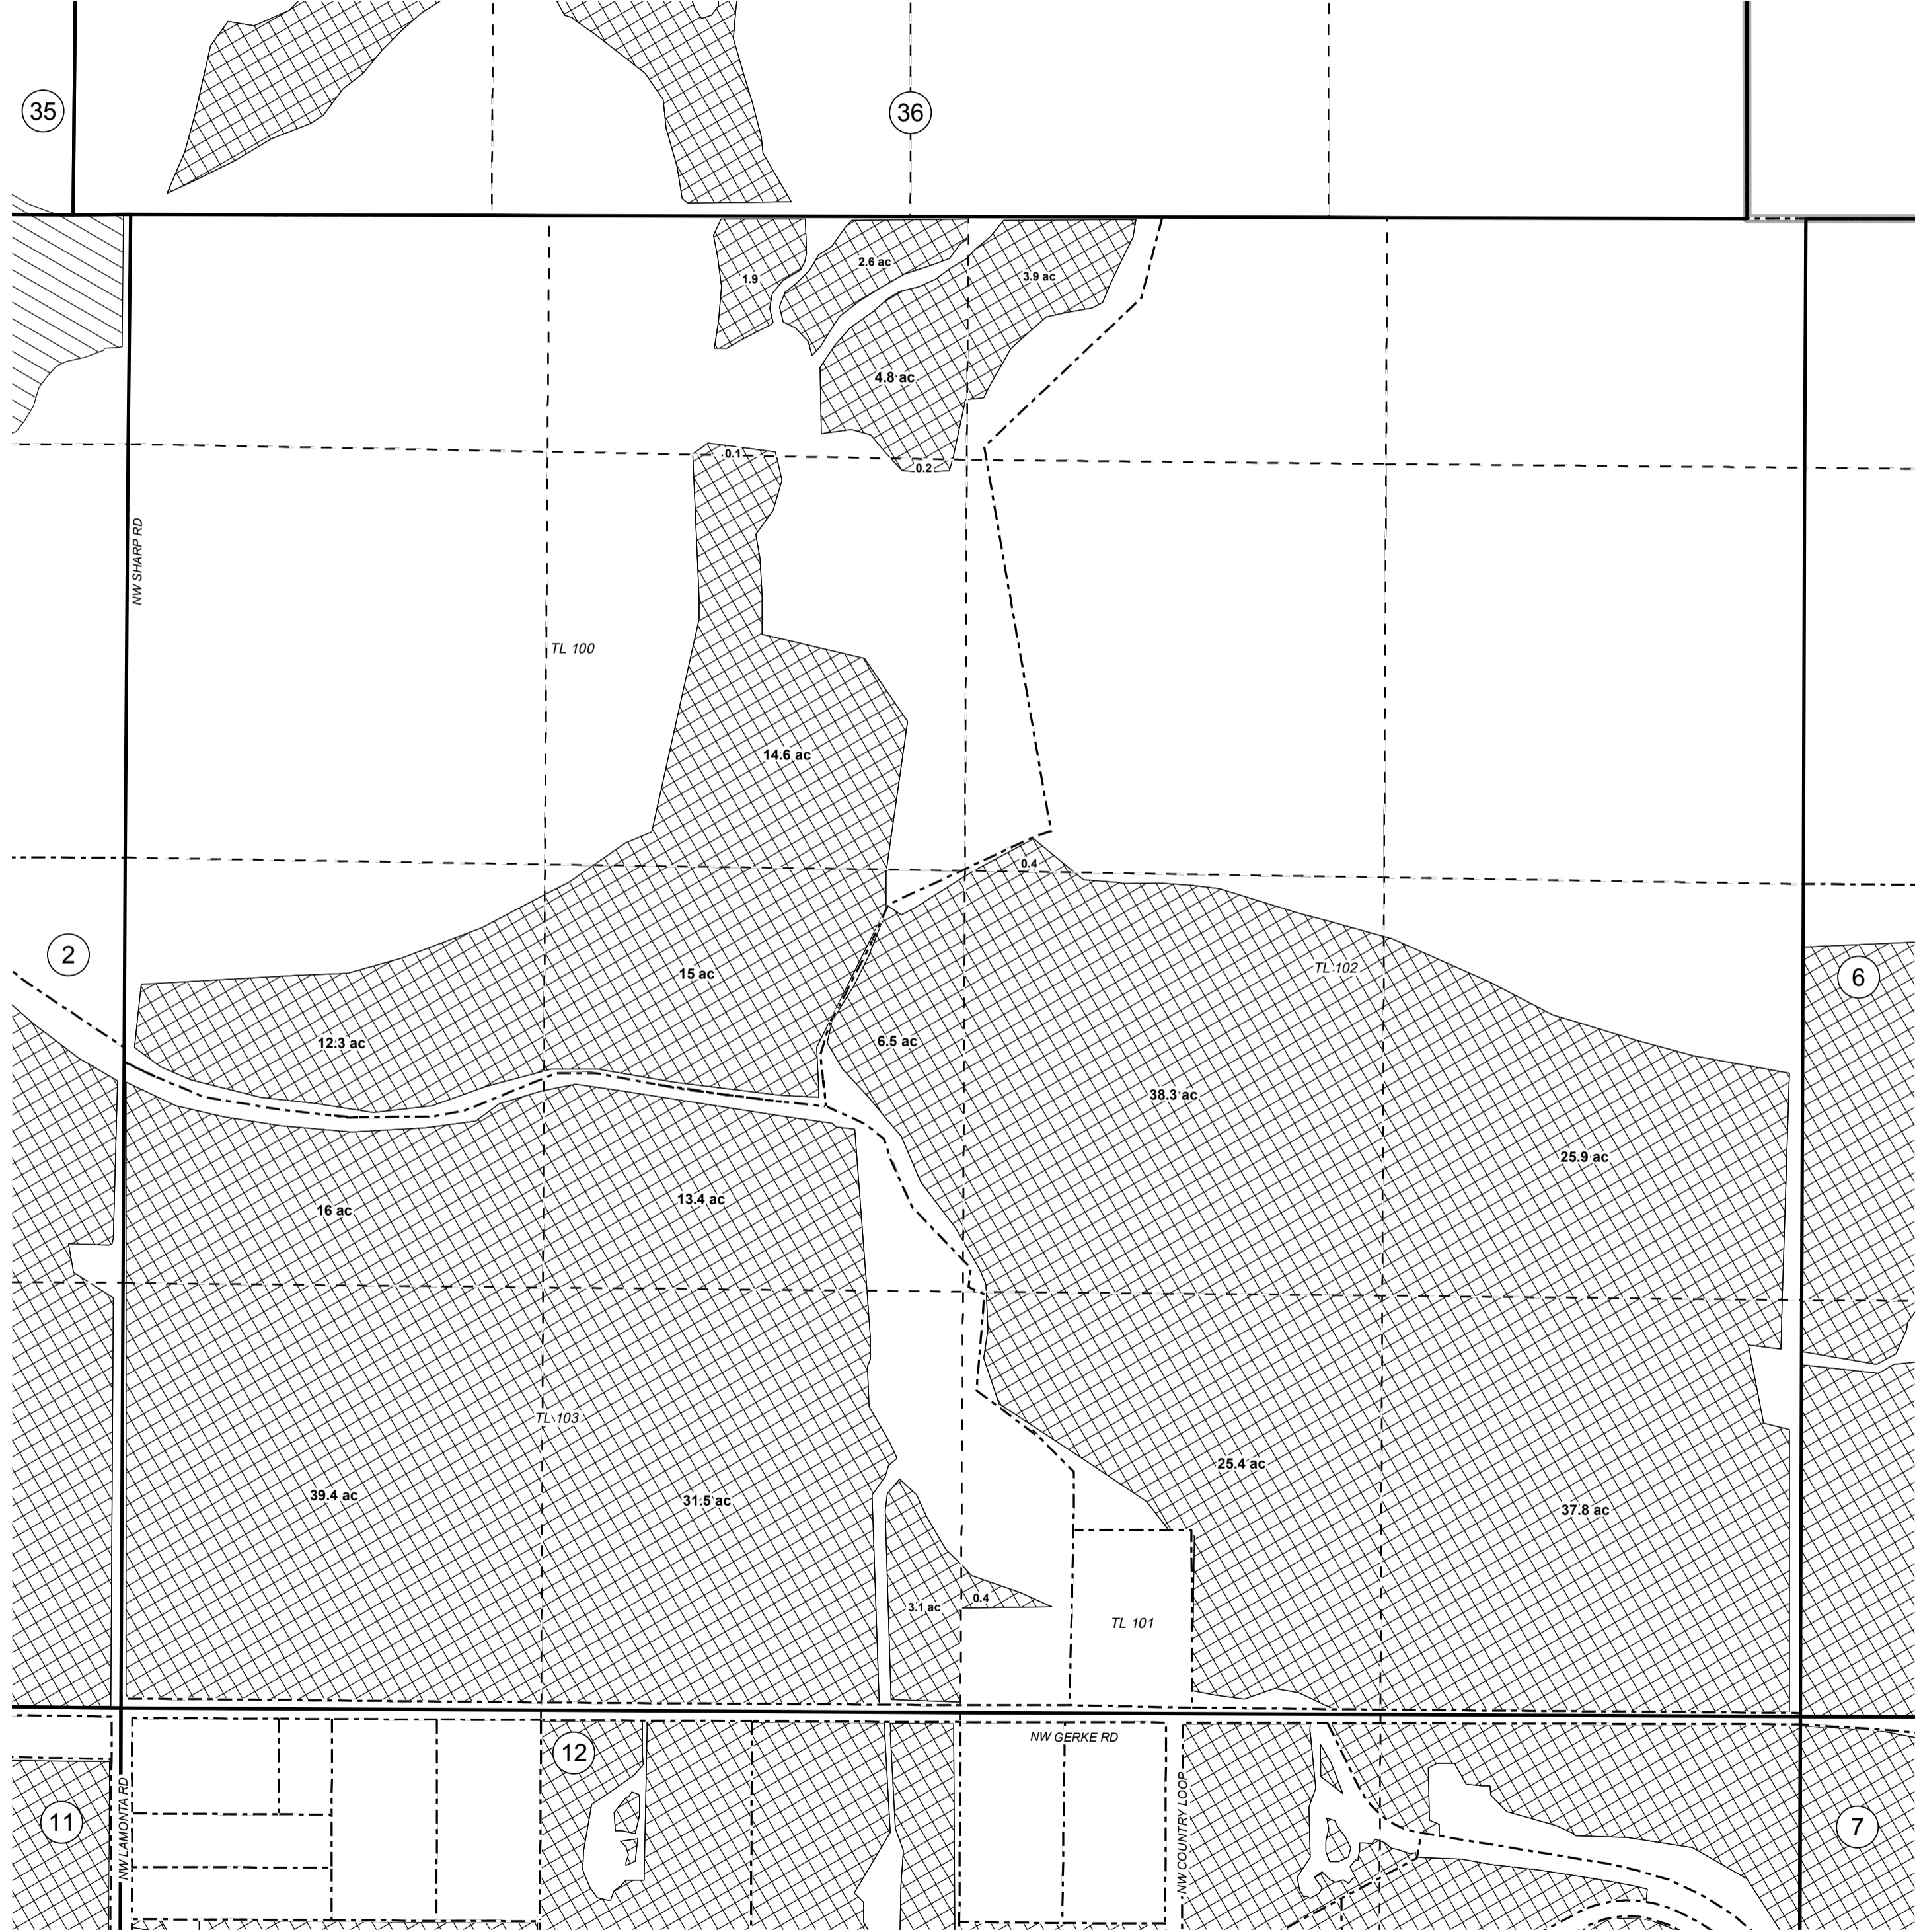 35
36
1.9
2.6 ac
3.9 ac
4.8 ac
0.1
0.2
NW SHARP RD
TL 100
14.6 ac
0.4
2
15 ac
TL 102
6
12.3 ac
6.5 ac
38.3 ac
25.9 ac
16 ac
13.4 ac
TL 103
25.4 ac
39.4 ac
31.5 ac
37.8 ac
3.1 ac
0.4
TL 101
NW GERKE RD
12
11
NW LAMONTA RD
NW COUNTRY LOOP
7